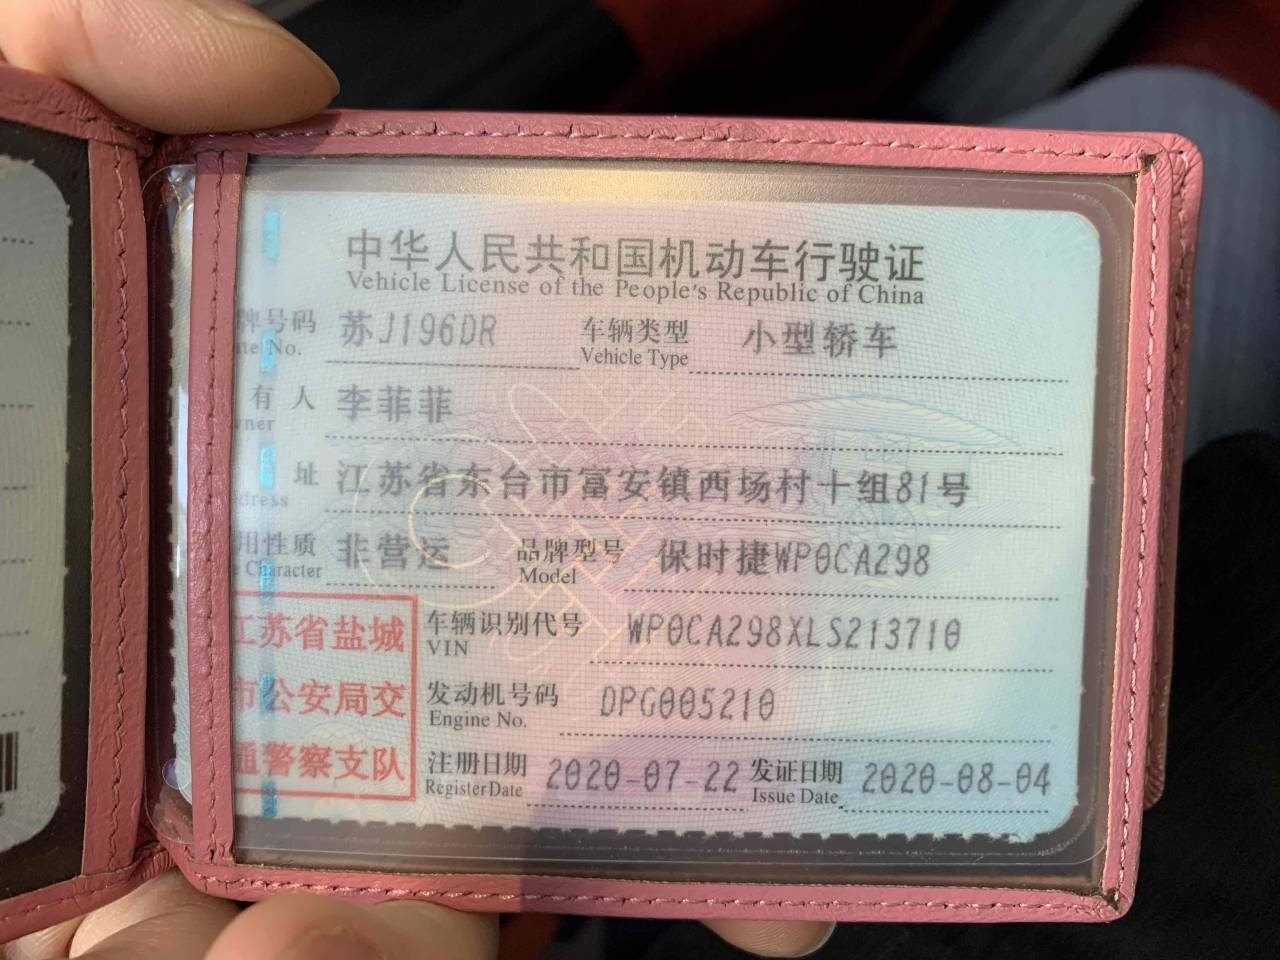 中华人民共和国机动车行驶证
Vehicle License of the People's Republic of China
牌号码 苏J196DR 车辆类型 小型轿车
No. Vehicle Type
有人 李菲菲
址 江苏省东台市富安镇西场村十组81号
用性质 非营运 品牌型号 保时捷WP0CA298
Character Model
江苏省盐城
市公安局交
通警察支队
车辆识别代号 WP0CA298XLS213710
VIN
发动机号码 DPG005210
Engine No.
注册日期 2020-07-22 发证日期 2020-08-04
Register Date Issue Date